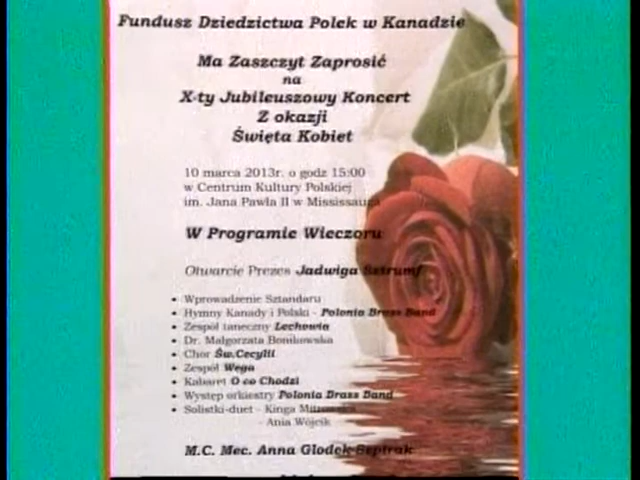 Fundusz Dziedzictwa Polek w Kanadzie
Ma Zaszczyt Zaprosić
na
X-ty Jubileuszowy Koncert
Z okazji
Święta Kobiet
10 marca 2013r. o godz 15:00
w Centrum Kultury Polskiej
im. Jana Pawła II w Mississauga
W Programie Wieczoru
Otwarcie Prezes Jadwiga
• Wprowadzenie Sztandaru
• Hymny Kanady i Polski - Polonia Brass Band
• Zespół taneczny Lechowia
• Dr. Małgorzata Bonikowska
• Chor Św.Cecylii
• Zespół Wega
• Kabaret O co Chodzi
• Występ orkiestry Polonia Brass Band
• Solistki-duet - Kinga
- Ania Wójcik
M.C. Mec. Anna Glodek